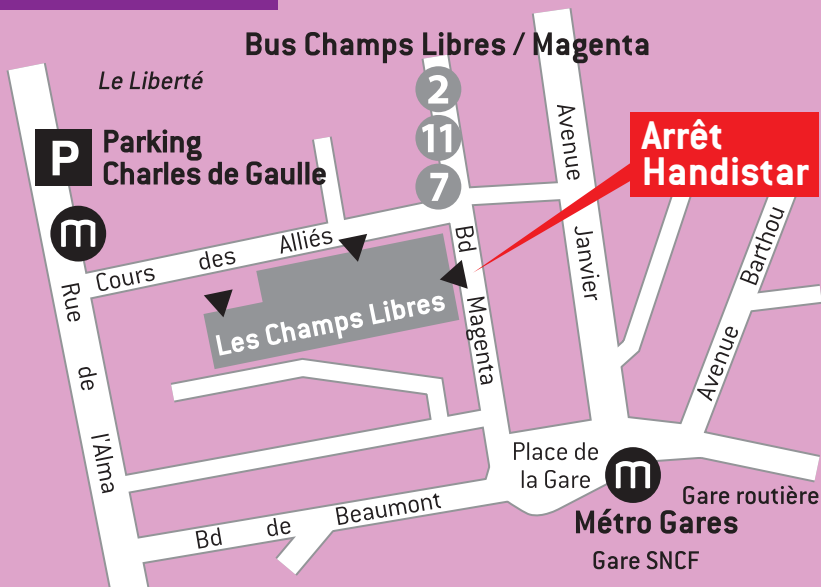 Bus Champs Libres / Magenta
Le Liberté
2
11
7
P
Parking
Charles de Gaulle
m
Arrêt
Handistar
Avenue
Janvier
Cours des Alliés
Bd
Magenta
Les Champs Libres
Rue de l'Alma
Avenue Barthou
Place de
la Gare
m
Gare routière
Métro Gares
Gare SNCF
Bd de Beaumont